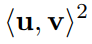 ⟨u, v⟩²